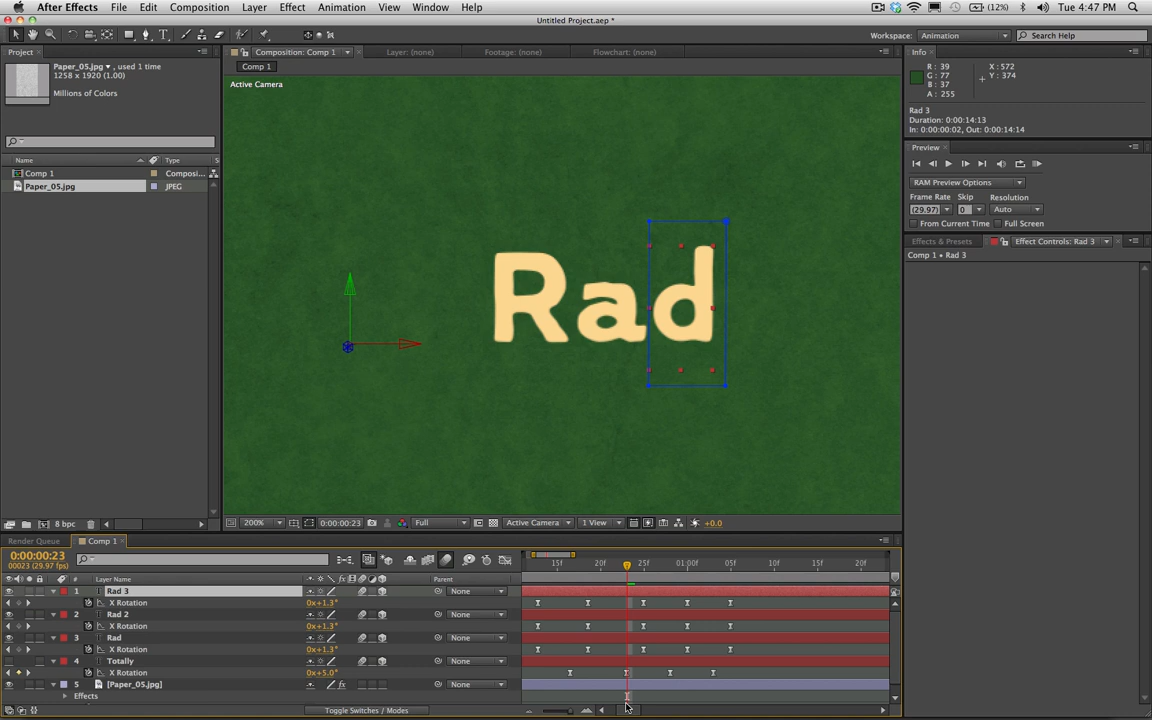 After Effects File Edit Composition Layer Effect Animation View Window Help (12%) Tue 4:47 PM
Untitled Project.aep *
Workspace: Animation Search Help
Project Composition: Comp 1 Layer: (none) Footage: (none) Flowchart: (none) Info
Paper_05.jpg, used 1 time
1258 x 1920 (1.00)
Millions of Colors
Comp 1
Active Camera
R: 39 X: 572
G: 77 Y: 374
B: 37
A: 255
Rad 3
Duration: 0:00:14:13
In: 0:00:00:02, Out: 0:00:14:14
Preview
RAM Preview Options
Frame Rate Skip Resolution
(29.97) 0 Auto
From Current Time Full Screen
Effects & Presets Effect Controls: Rad 3
Comp 1 • Rad 3
Name Type S
Comp 1 Composi...
Paper_05.jpg JPEG
Rad
8 bpc
200% 0:00:00:23 Full Active Camera 1 View +0.0
Render Queue Comp 1
0:00:00:23
00023 (29.97 fps)
15f 20f 25f 01:00f 05f 10f 15f 20f
# Layer Name Parent
1 Rad 3 None
X Rotation 0x+1.3°
2 Rad 2 None
X Rotation 0x+1.3°
3 Rad None
X Rotation 0x+1.3°
4 Totally None
X Rotation 0x+5.0°
5 [Paper_05.jpg] None
Effects
Toggle Switches / Modes